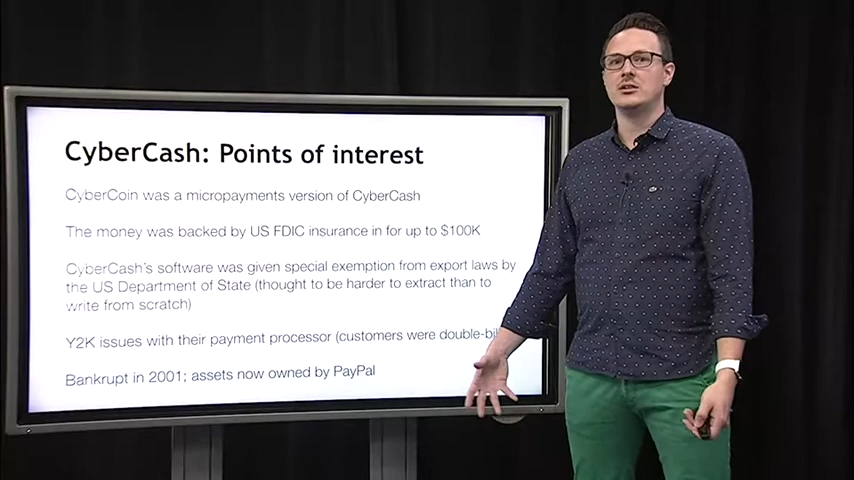 CyberCash: Points of interest
CyberCoin was a micropayments version of CyberCash
The money was backed by US FDIC insurance in for up to $100K
CyberCash's software was given special exemption from export laws by
the US Department of State (thought to be harder to extract than to
write from scratch)
Y2K issues with their payment processor (customers were
Bankrupt in 2001; assets now owned by PayPal